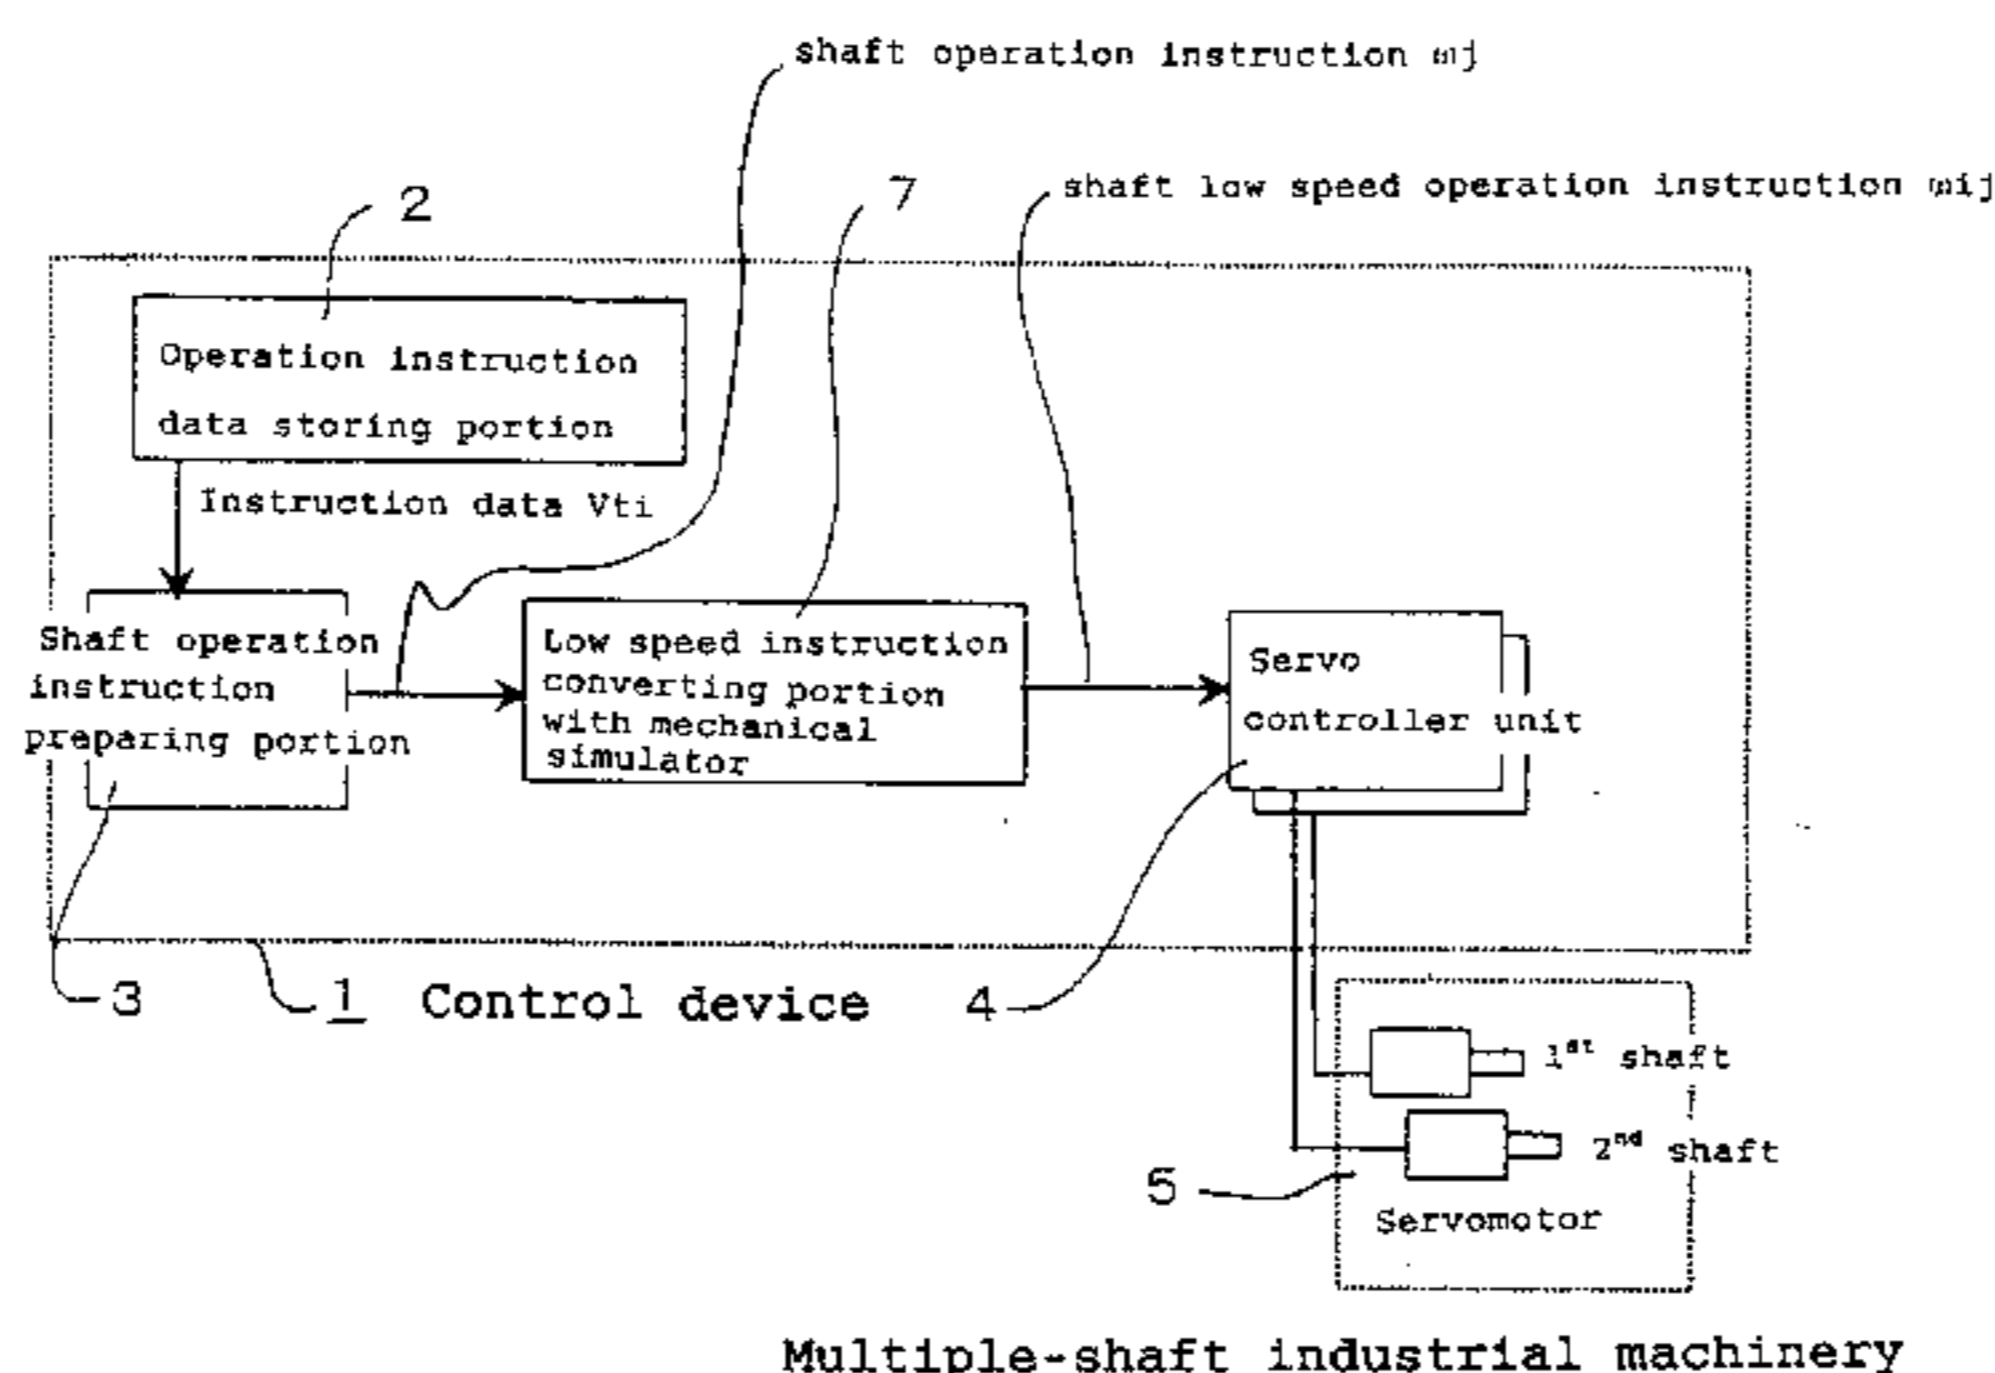 shaft operation instruction mj
shaft low speed operation instruction mij
2
7
Operation instruction
data storing portion
Instruction data Vti
Shaft operation
instruction
preparing portion
Low speed instruction
converting portion
with mechanical
simulator
Servo
controller unit
3
1 Control device
4
1st shaft
2nd shaft
5
Servomotor
Multiple-shaft industrial machinery